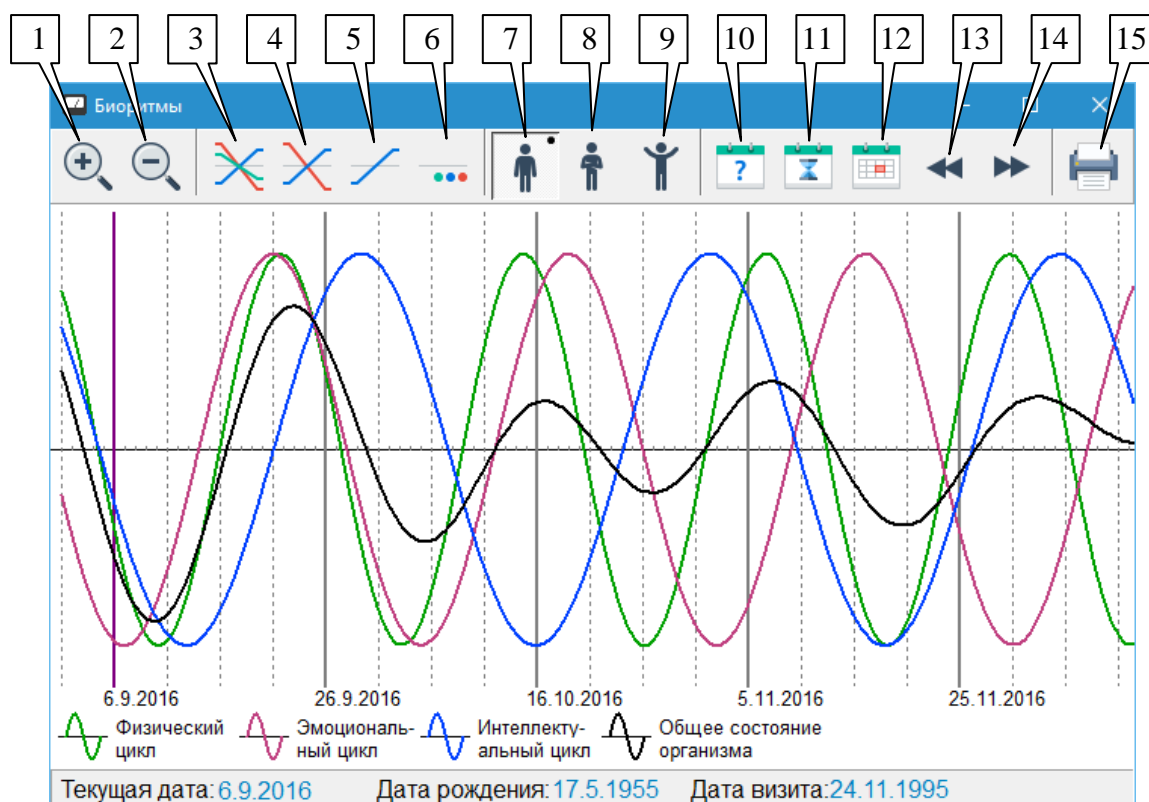 1 2 3 4 5 6 7 8 9 10 11 12 13 14 15
Биоритмы
?
6.9.2016 26.9.2016 16.10.2016 5.11.2016 25.11.2016
Физический Эмоциональ- Интеллекту- Общее состояние
цикл ный цикл альный цикл организма
Текущая дата: 6.9.2016 Дата рождения: 17.5.1955 Дата визита: 24.11.1995